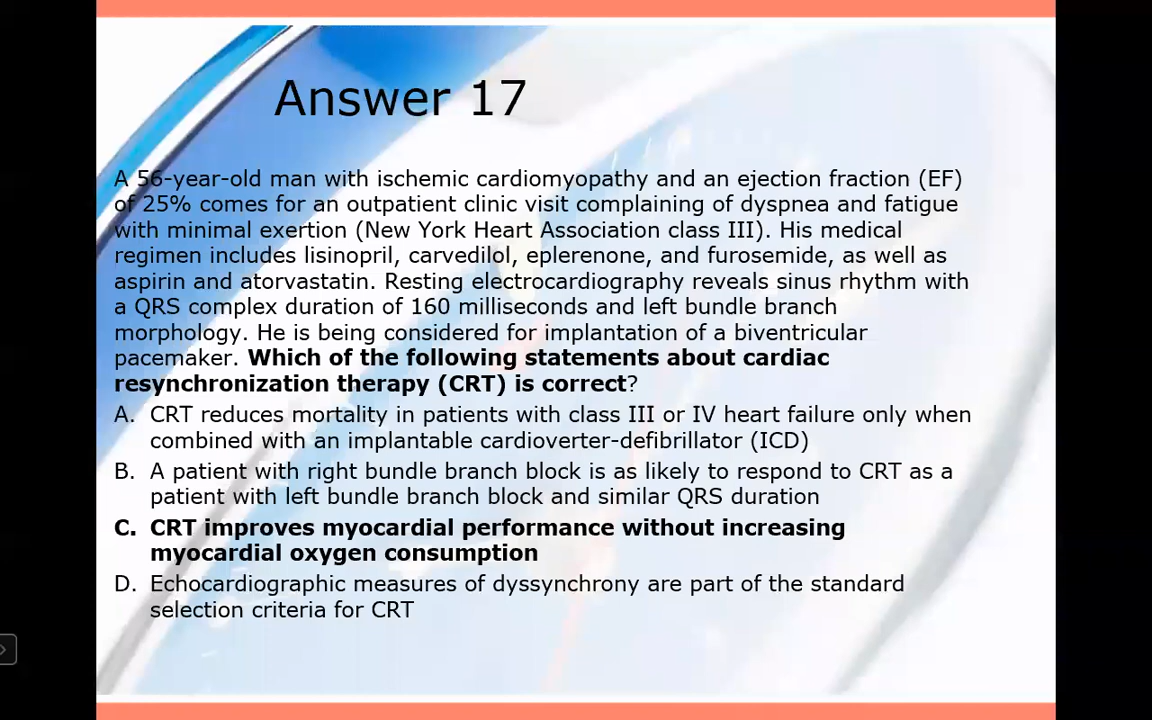 Answer 17
A 56-year-old man with ischemic cardiomyopathy and an ejection fraction (EF)
of 25% comes for an outpatient clinic visit complaining of dyspnea and fatigue
with minimal exertion (New York Heart Association class III). His medical
regimen includes lisinopril, carvedilol, eplerenone, and furosemide, as well as
aspirin and atorvastatin. Resting electrocardiography reveals sinus rhythm with
a QRS complex duration of 160 milliseconds and left bundle branch
morphology. He is being considered for implantation of a biventricular
pacemaker. Which of the following statements about cardiac
resynchronization therapy (CRT) is correct?
A. CRT reduces mortality in patients with class III or IV heart failure only when
combined with an implantable cardioverter-defibrillator (ICD)
B. A patient with right bundle branch block is as likely to respond to CRT as a
patient with left bundle branch block and similar QRS duration
C. CRT improves myocardial performance without increasing
myocardial oxygen consumption
D. Echocardiographic measures of dyssynchrony are part of the standard
selection criteria for CRT